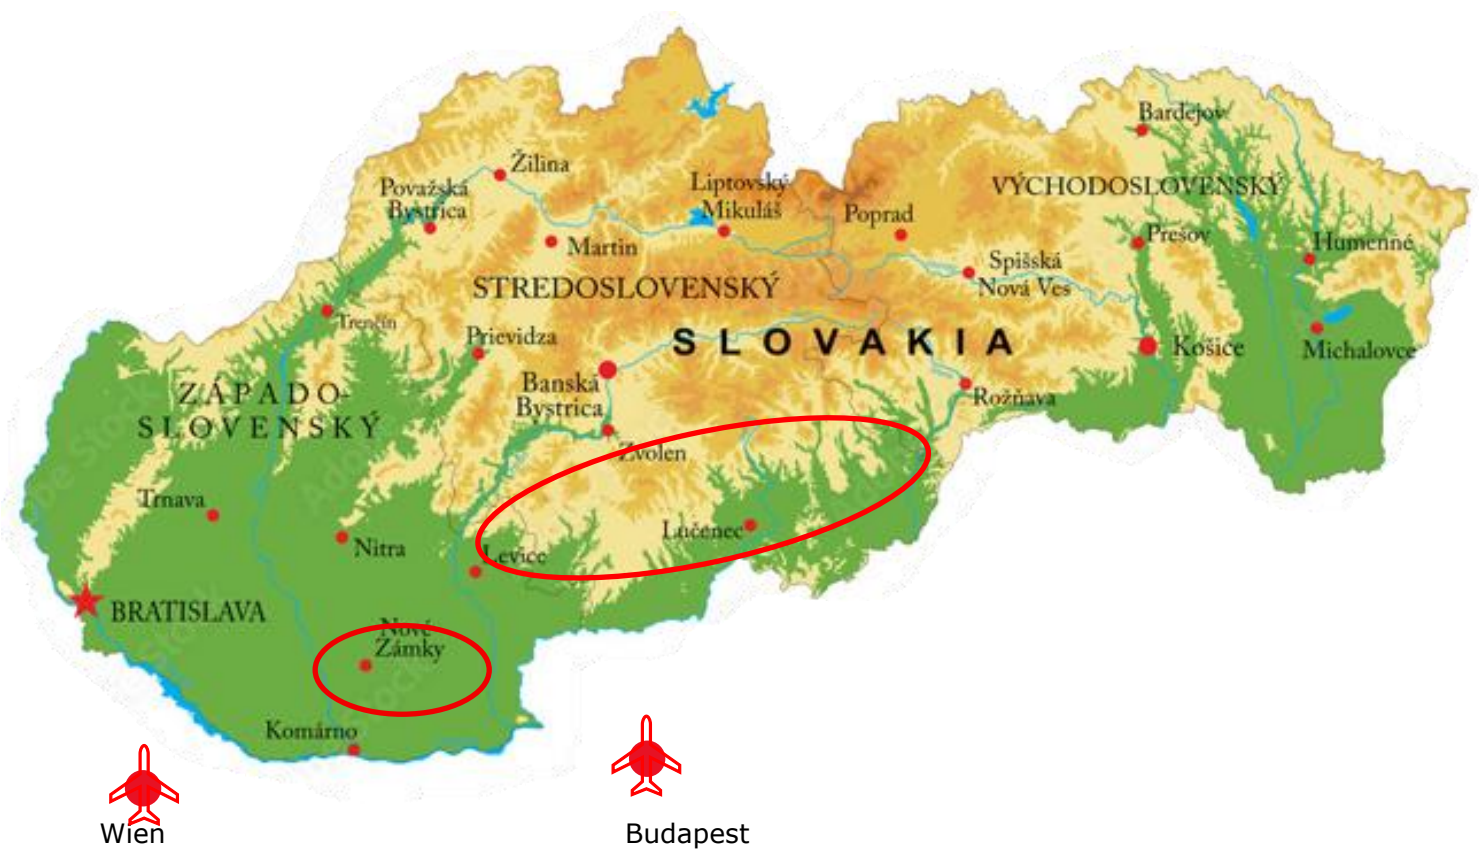 Bardejov
Žilina
Považská
Bystrica
Liptovský
Mikuláš
VÝCHODOSLOVENSKÝ
Poprad
Prešov
Humenné
Martin
Spišská
Nová Ves
STREDOSLOVENSKÝ
Trenčín
Prievidza
SLOVAKIA
Košice
Michalovce
ZÁPADO-
SLOVENSKÝ
Banská
Bystrica
Rožňava
Zvolen
Trnava
Lučenec
Nitra
Levice
BRATISLAVA
Nové
Zámky
Komárno
Wien
Budapest